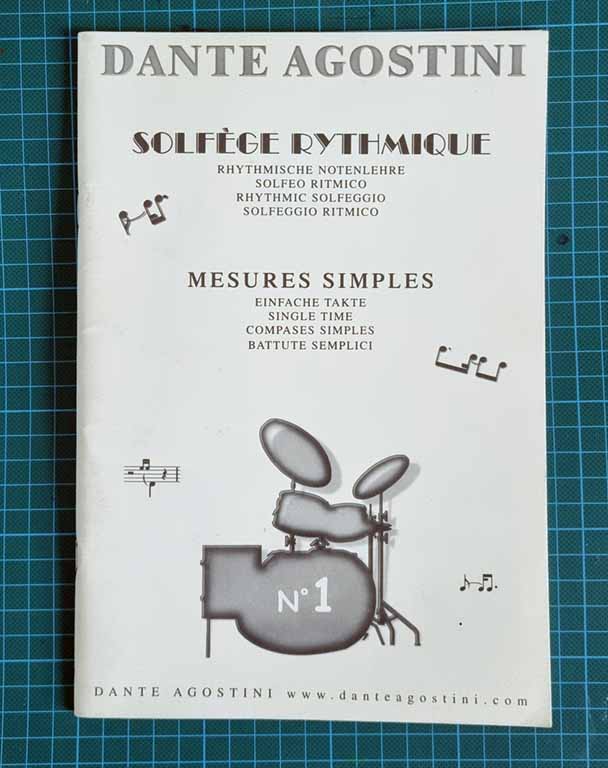 DANTE AGOSTINI
SOLFÈGE RYTHMIQUE
RHYTHMISCHE NOTENLEHRE
SOLFEO RITMICO
RHYTHMIC SOLFEGGIO
SOLFEGGIO RITMICO
MESURES SIMPLES
EINFACHE TAKTE
SINGLE TIME
COMPASES SIMPLES
BATTUTE SEMPLICI
N° 1
DANTE AGOSTINI www.danteagostini.com